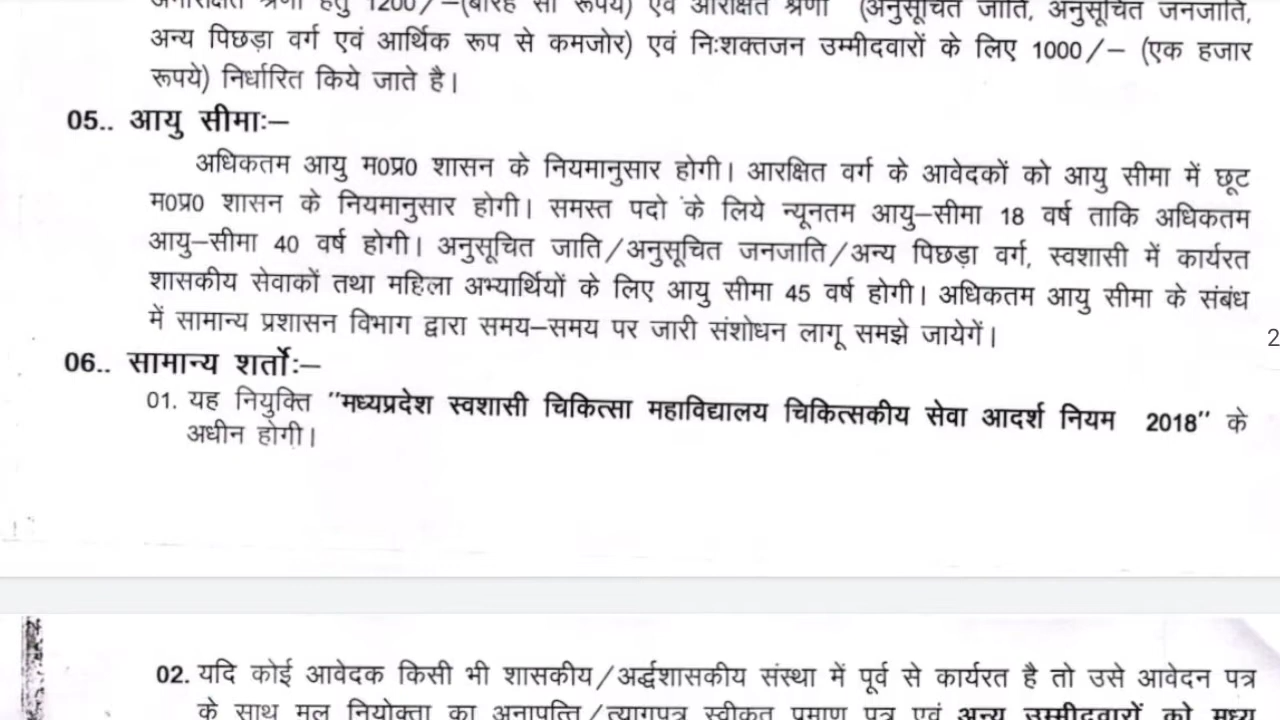 अनारक्षित श्रेणी हेतु 1200/–(बारह सौ रूपये) एवं आरक्षित श्रेणी (अनुसूचित जाति, अनुसूचित जनजाति,
अन्य पिछड़ा वर्ग एवं आर्थिक रूप से कमजोर) एवं निःशक्तजन उम्मीदवारों के लिए 1000/– (एक हजार
रूपये) निर्धारित किये जाते है।
05.. आयु सीमाः–
अधिकतम आयु म0प्र0 शासन के नियमानुसार होगी। आरक्षित वर्ग के आवेदकों को आयु सीमा में छूट
म0प्र0 शासन के नियमानुसार होगी। समस्त पदो के लिये न्यूनतम आयु–सीमा 18 वर्ष ताकि अधिकतम
आयु–सीमा 40 वर्ष होगी। अनुसूचित जाति/अनुसूचित जनजाति/अन्य पिछड़ा वर्ग, स्वशासी में कार्यरत
शासकीय सेवाकों तथा महिला अभ्यार्थियों के लिए आयु सीमा 45 वर्ष होगी। अधिकतम आयु सीमा के संबंध
में सामान्य प्रशासन विभाग द्वारा समय–समय पर जारी संशोधन लागू समझे जायेगें।
2
06.. सामान्य शर्तोः–
01. यह नियुक्ति "मध्यप्रदेश स्वशासी चिकित्सा महाविद्यालय चिकित्सकीय सेवा आदर्श नियम 2018" के
अधीन होगी।
02. यदि कोई आवेदक किसी भी शासकीय/अर्द्धशासकीय संस्था में पूर्व से कार्यरत है तो उसे आवेदन पत्र
के साथ मूल नियोक्ता का अनापत्ति/त्यागपत्र स्वीकृत प्रमाण पत्र एवं अन्य उम्मीदवारों को मध्य